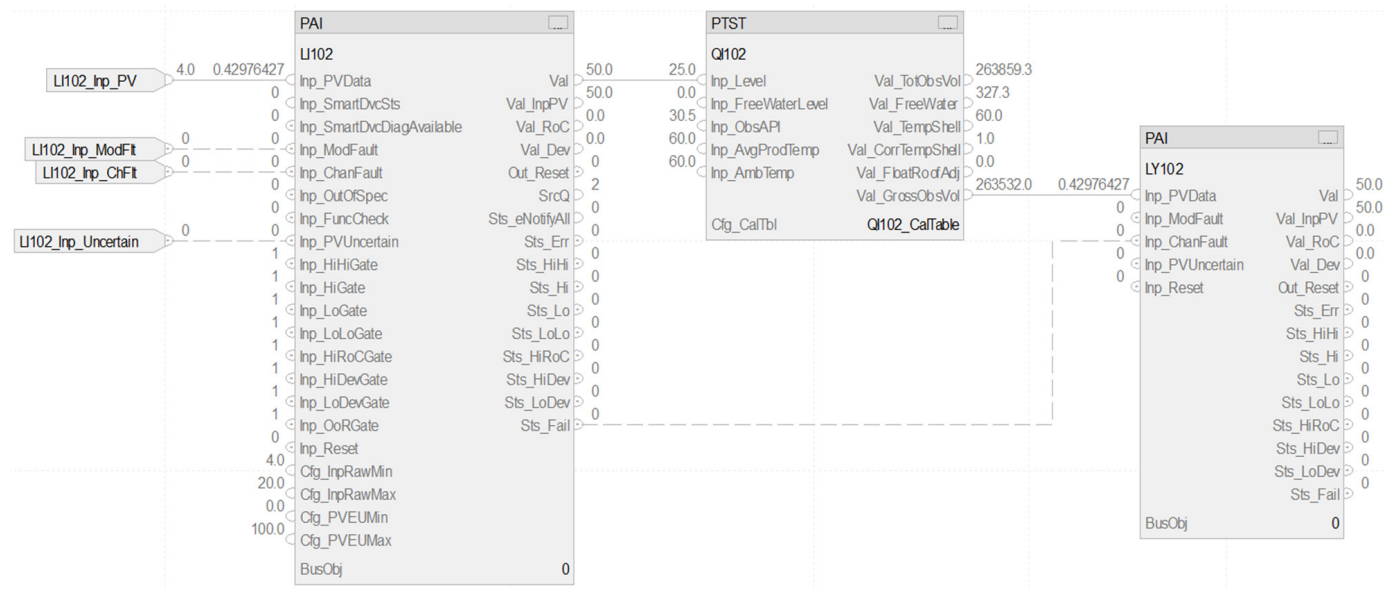 PAI
...
LI102
LI102_Inp_PV
4.0 0.42976427
Inp_PVData Val 50.0
0 Inp_SmartDvcSts Val_InpPV 50.0
0 Inp_SmartDvcDiagAvailable Val_RoC 0.0
LI102_Inp_ModFlt 0 0 Inp_ModFault Val_Dev 0.0
LI102_Inp_ChFlt 0 0 Inp_ChanFault Out_Reset 0
0 Inp_OutOfSpec SrcQ 2
0 Inp_FuncCheck Sts_eNotifyAll 0
LI102_Inp_Uncertain 0 0 Inp_PVUncertain Sts_Err 0
1 Inp_HiHiGate Sts_HiHi 0
1 Inp_HiGate Sts_Hi 0
1 Inp_LoGate Sts_Lo 0
1 Inp_LoLoGate Sts_LoLo 0
1 Inp_HiRoCGate Sts_HiRoC 0
1 Inp_HiDevGate Sts_HiDev 0
1 Inp_LoDevGate Sts_LoDev 0
1 Inp_OoRGate Sts_Fail 0
0 Inp_Reset
4.0 Cfg_InpRawMin
20.0 Cfg_InpRawMax
0.0 Cfg_PVEUMin
100.0 Cfg_PVEUMax
BusObj 0
PTST
...
QI102
25.0 Inp_Level Val_TotObsVol 263859.3
0.0 Inp_FreeWaterLevel Val_FreeWater 327.3
30.5 Inp_ObsAPI Val_TempShell 60.0
60.0 Inp_AvgProdTemp Val_CorrTempShell 1.0
60.0 Inp_AmbTemp Val_FloatRoofAdj 0.0
Val_GrossObsVol 263532.0
Cfg_CalTbl QI102_CalTable
PAI
...
LY102
0.42976427 Inp_PVData Val 50.0
0 Inp_ModFault Val_InpPV 50.0
0 Inp_ChanFault Val_RoC 0.0
0 Inp_PVUncertain Val_Dev 0.0
0 Inp_Reset Out_Reset 0
Sts_Err 0
Sts_HiHi 0
Sts_Hi 0
Sts_Lo 0
Sts_LoLo 0
Sts_HiRoC 0
Sts_HiDev 0
Sts_LoDev 0
Sts_Fail 0
BusObj 0